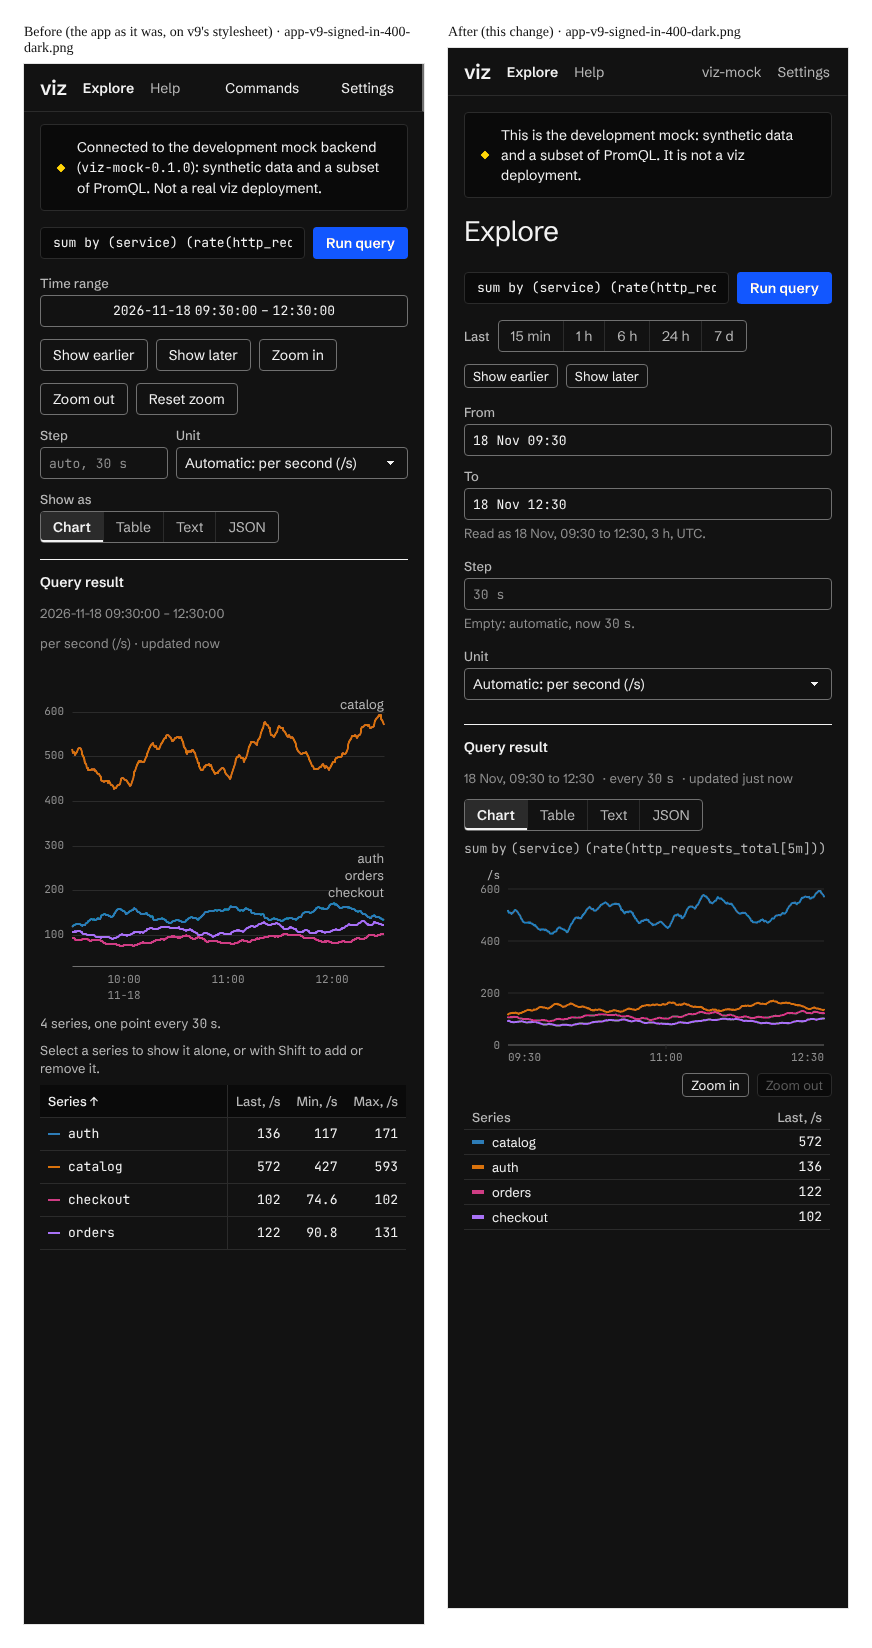 Before (the app as it was, on v9's stylesheet) · app-v9-signed-in-400-
dark.png
viz Explore Help Commands Settings
Connected to the development mock backend
(viz-mock-0.1.0): synthetic data and a subset
of PromQL. Not a real viz deployment.
sum by (service) (rate(http_rec
Run query
Time range
2026-11-18 09:30:00 – 12:30:00
Show earlier Show later Zoom in
Zoom out Reset zoom
Step Unit
auto, 30 s Automatic: per second (/s)
Show as
Chart Table Text JSON
Query result
2026-11-18 09:30:00 – 12:30:00
per second (/s) · updated now
catalog
600
500
400
300
auth
orders
200
checkout
100
10:00 11:00 12:00
11-18
4 series, one point every 30 s.
Select a series to show it alone, or with Shift to add or
remove it.
Series ↑ Last, /s Min, /s Max, /s
auth 136 117 171
catalog 572 427 593
checkout 102 74.6 102
orders 122 90.8 131
After (this change) · app-v9-signed-in-400-dark.png
viz Explore Help viz-mock Settings
This is the development mock: synthetic data
and a subset of PromQL. It is not a viz
deployment.
Explore
sum by (service) (rate(http_rec
Run query
Last 15 min 1 h 6 h 24 h 7 d
Show earlier Show later
From
18 Nov 09:30
To
18 Nov 12:30
Read as 18 Nov, 09:30 to 12:30, 3 h, UTC.
Step
30 s
Empty: automatic, now 30 s.
Unit
Automatic: per second (/s)
Query result
18 Nov, 09:30 to 12:30 · every 30 s · updated just now
Chart Table Text JSON
sum by (service) (rate(http_requests_total[5m]))
/s
600
400
200
0
09:30 11:00 12:30
Zoom in Zoom out
Series Last, /s
catalog 572
auth 136
orders 122
checkout 102